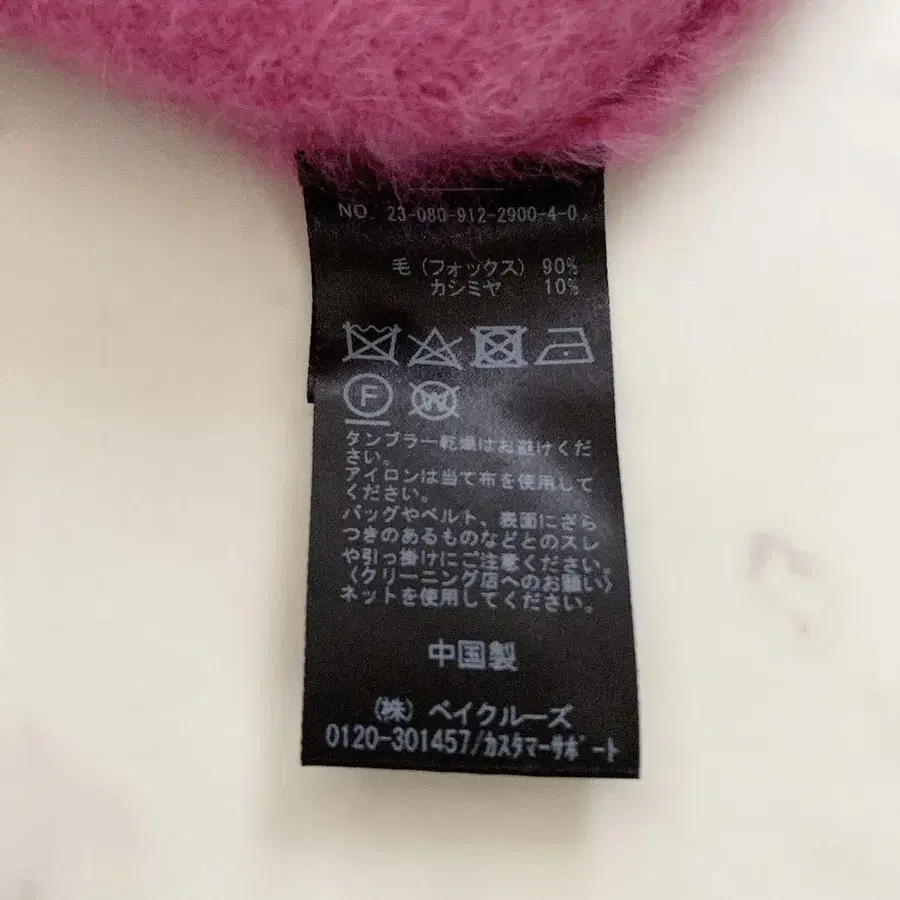 NO. 23-080-912-2900-4-0
毛(フォックス) 90%
カシミヤ 10%
F
W
タンブラー乾燥はお避けくだ
さい。
アイロンは当て布を使用して
ください。
バッグやベルト、表面にざら
つきのあるものなどとのスレ
や引っ掛けにご注意ください。
〈クリーニング店へのお願い〉
ネットを使用してください。
中国製
(株) ベイクルーズ
0120-301457/カスタマーサポート